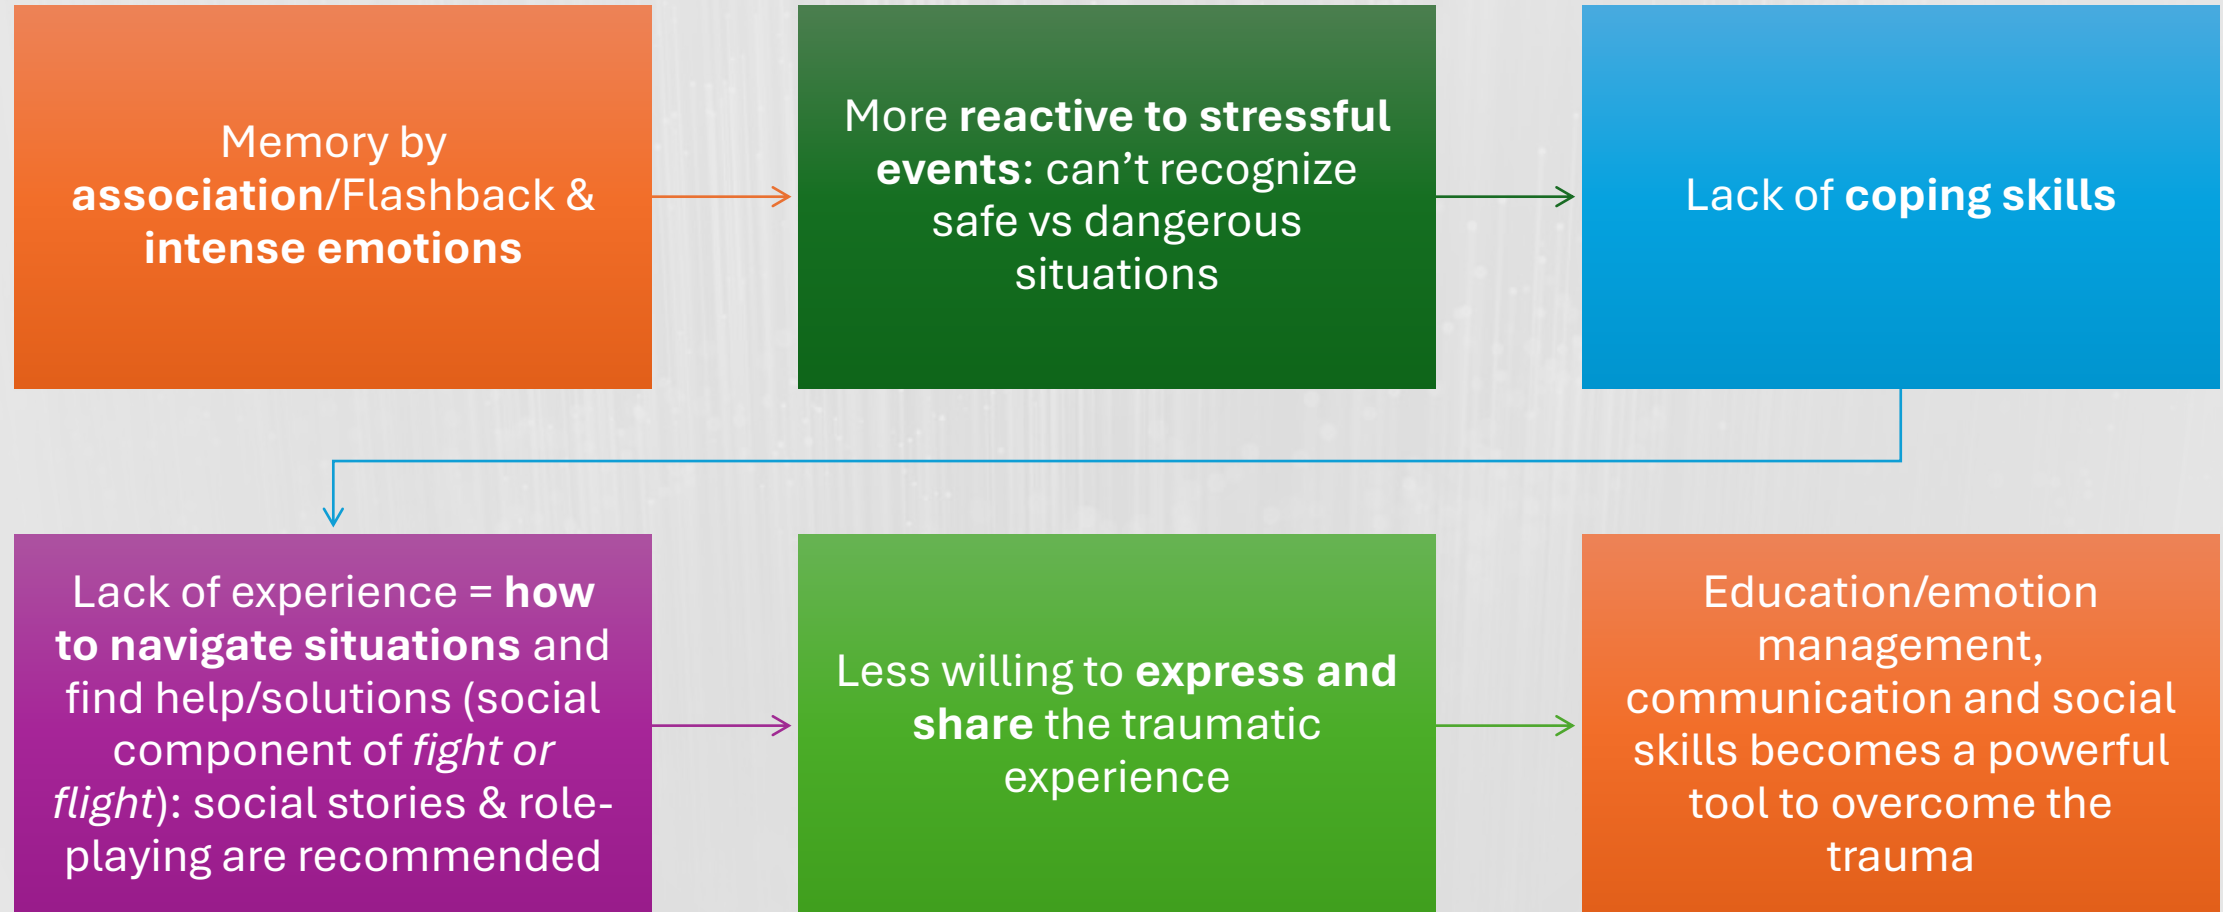 Memory by
association/Flashback &
intense emotions
More reactive to stressful
events: can’t recognize
safe vs dangerous
situations
Lack of coping skills
Lack of experience = how
to navigate situations and
find help/solutions (social
component of fight or
flight): social stories & role-
playing are recommended
Less willing to express and
share the traumatic
experience
Education/emotion
management,
communication and social
skills becomes a powerful
tool to overcome the
trauma